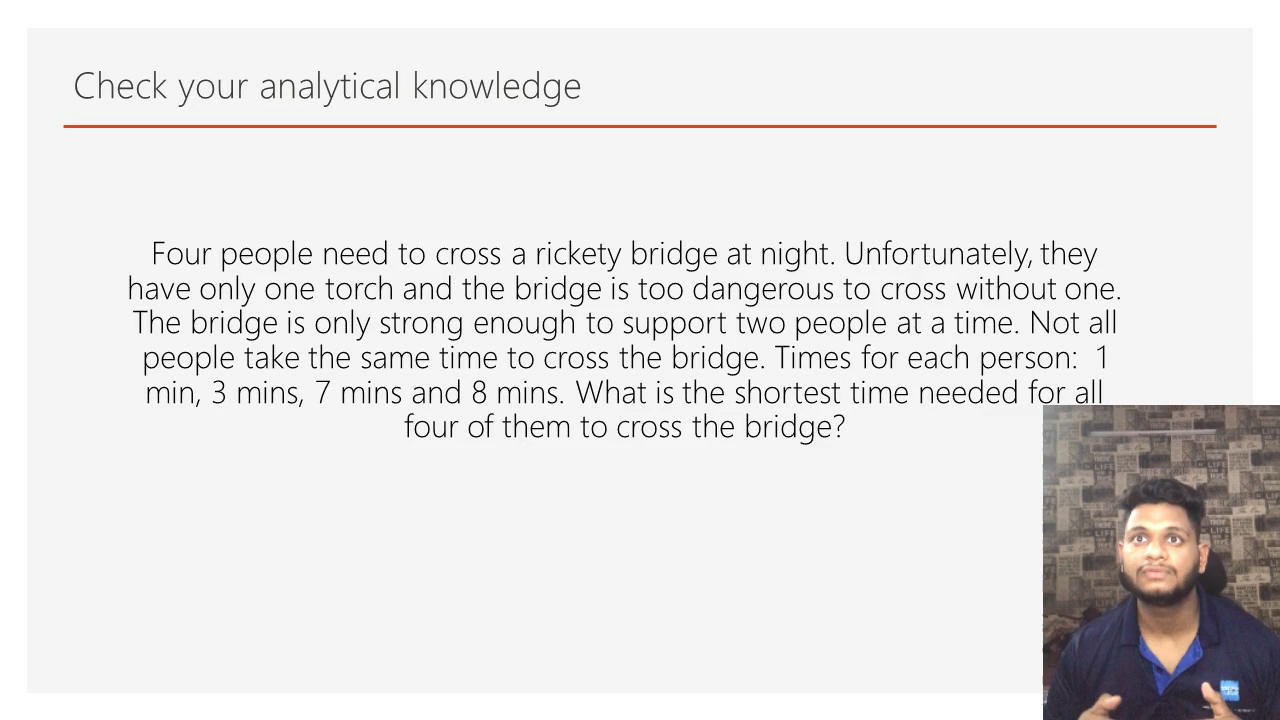 Check your analytical knowledge
Four people need to cross a rickety bridge at night. Unfortunately, they
have only one torch and the bridge is too dangerous to cross without one.
The bridge is only strong enough to support two people at a time. Not all
people take the same time to cross the bridge. Times for each person:  1
min, 3 mins, 7 mins and 8 mins. What is the shortest time needed for all
four of them to cross the bridge?
LIFE
LIFE
LIFE